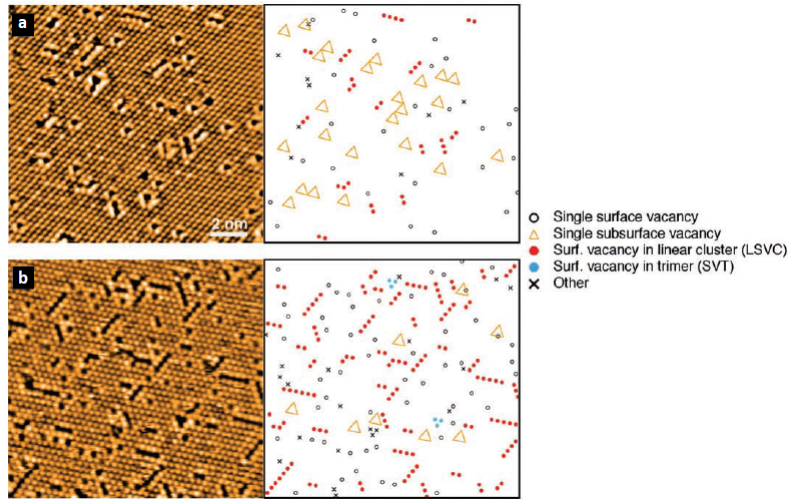 a
2 nm
Single surface vacancy
Single subsurface vacancy
Surf. vacancy in linear cluster (LSVC)
Surf. vacancy in trimer (SVT)
Other
b